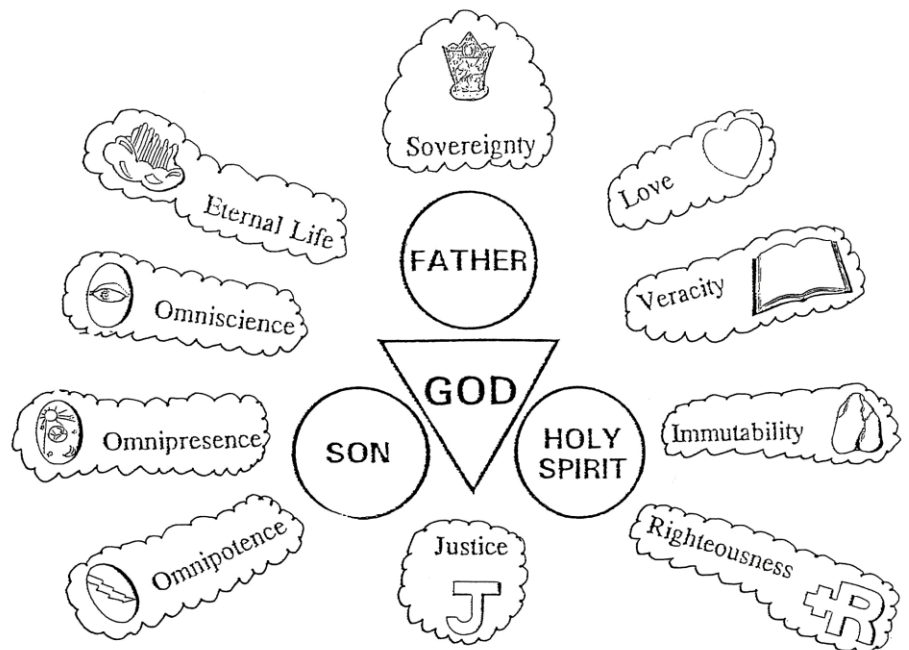 Sovereignty
Eternal Life
Love
FATHER
Omniscience
Veracity
GOD
Omnipresence
SON
HOLY
SPIRIT
Immutability
Omnipotence
Justice
J
Righteousness
+R